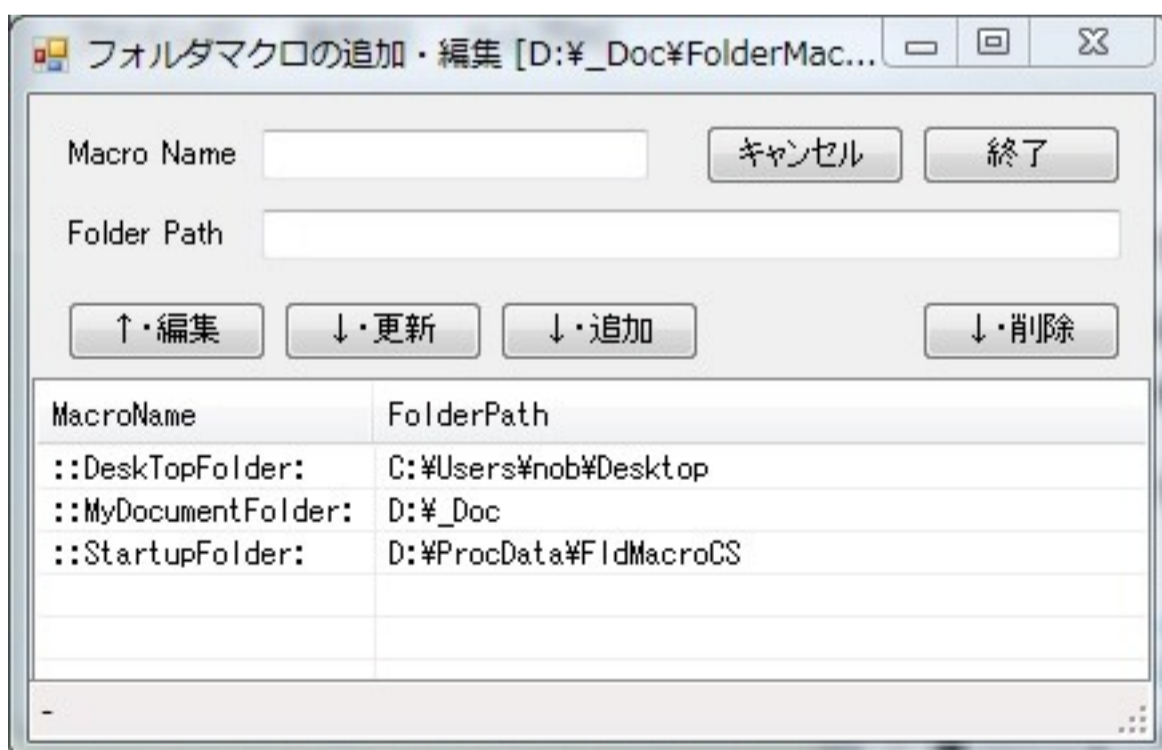 フォルダマクロの追加・編集 [D:¥_Doc¥FolderMac...
Macro Name キャンセル 終了
Folder Path
↑・編集 ↓・更新 ↓・追加 ↓・削除
MacroName FolderPath
::DeskTopFolder: C:¥Users¥nob¥Desktop
::MyDocumentFolder: D:¥_Doc
::StartupFolder: D:¥ProcData¥FldMacroCS
-